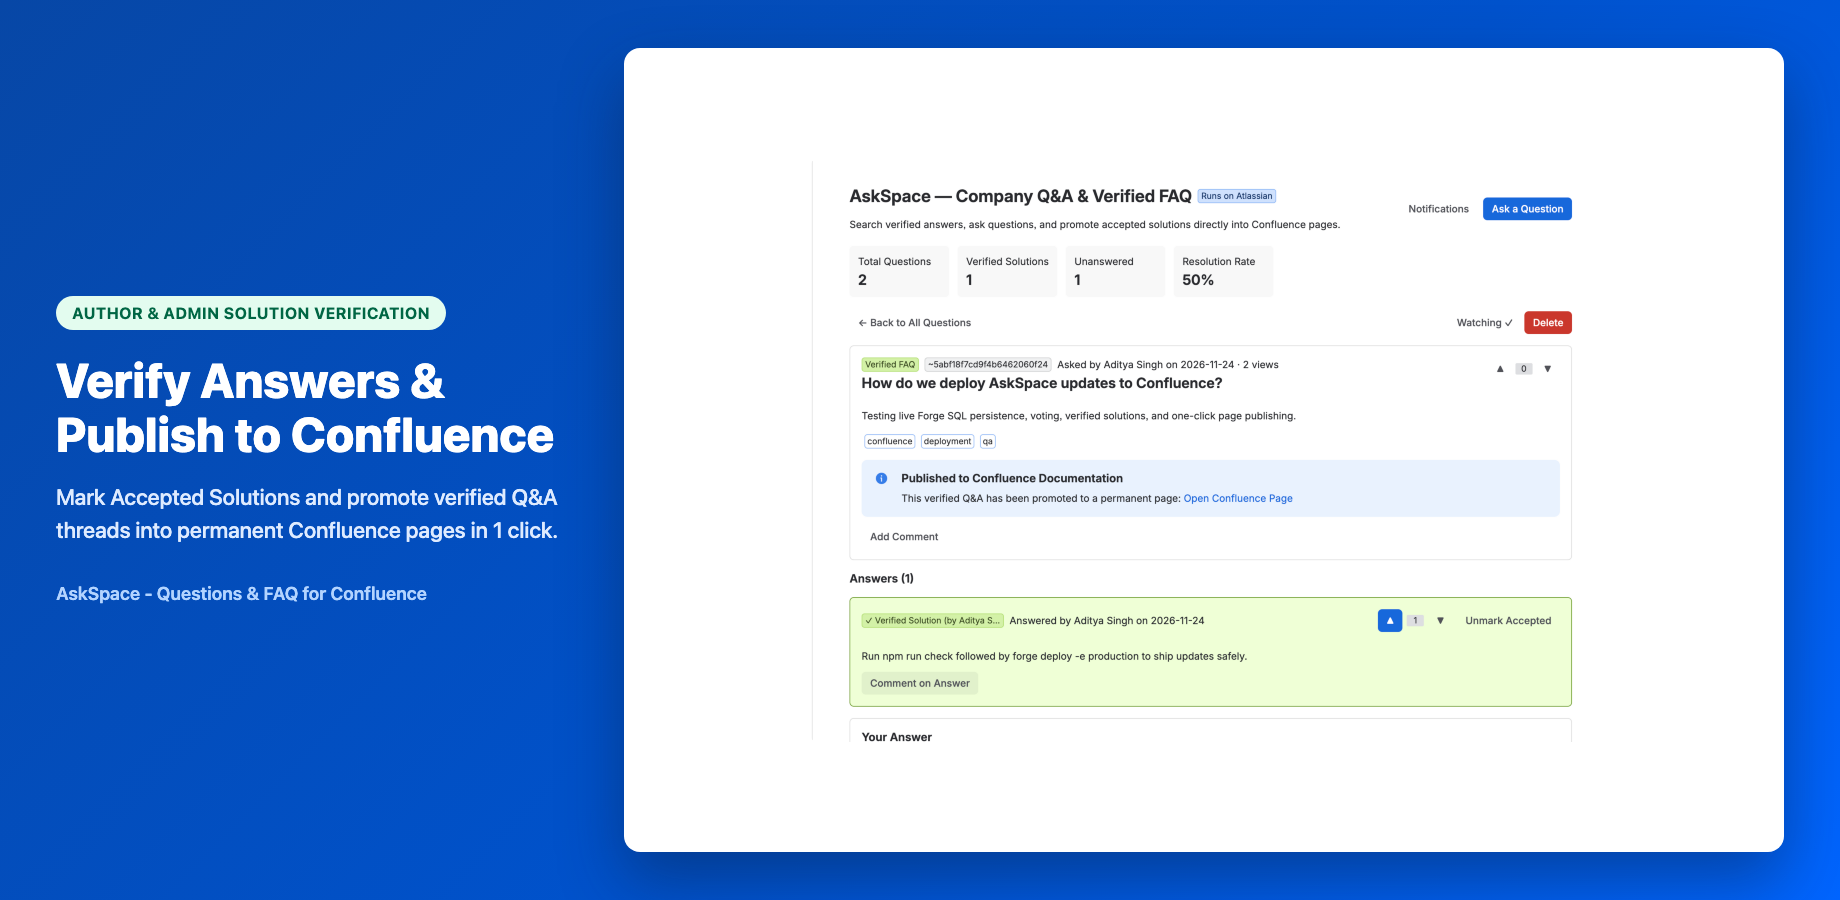 AUTHOR & ADMIN SOLUTION VERIFICATION
Verify Answers &
Publish to Confluence
Mark Accepted Solutions and promote verified Q&A
threads into permanent Confluence pages in 1 click.
AskSpace - Questions & FAQ for Confluence
AskSpace — Company Q&A & Verified FAQ Runs on Atlassian
Search verified answers, ask questions, and promote accepted solutions directly into Confluence pages.
Notifications Ask a Question
Total Questions Verified Solutions Unanswered Resolution Rate
2 1 1 50%
← Back to All Questions Watching ✓ Delete
Verified FAQ ~5abf18f7cd9f4b6462060f24 Asked by Aditya Singh on 2026-11-24 · 2 views ▲ 0 ▼
How do we deploy AskSpace updates to Confluence?
Testing live Forge SQL persistence, voting, verified solutions, and one-click page publishing.
confluence deployment qa
Published to Confluence Documentation
This verified Q&A has been promoted to a permanent page: Open Confluence Page
Add Comment
Answers (1)
✓ Verified Solution (by Aditya S... Answered by Aditya Singh on 2026-11-24 ▲ 1 ▼ Unmark Accepted
Run npm run check followed by forge deploy -e production to ship updates safely.
Comment on Answer
Your Answer